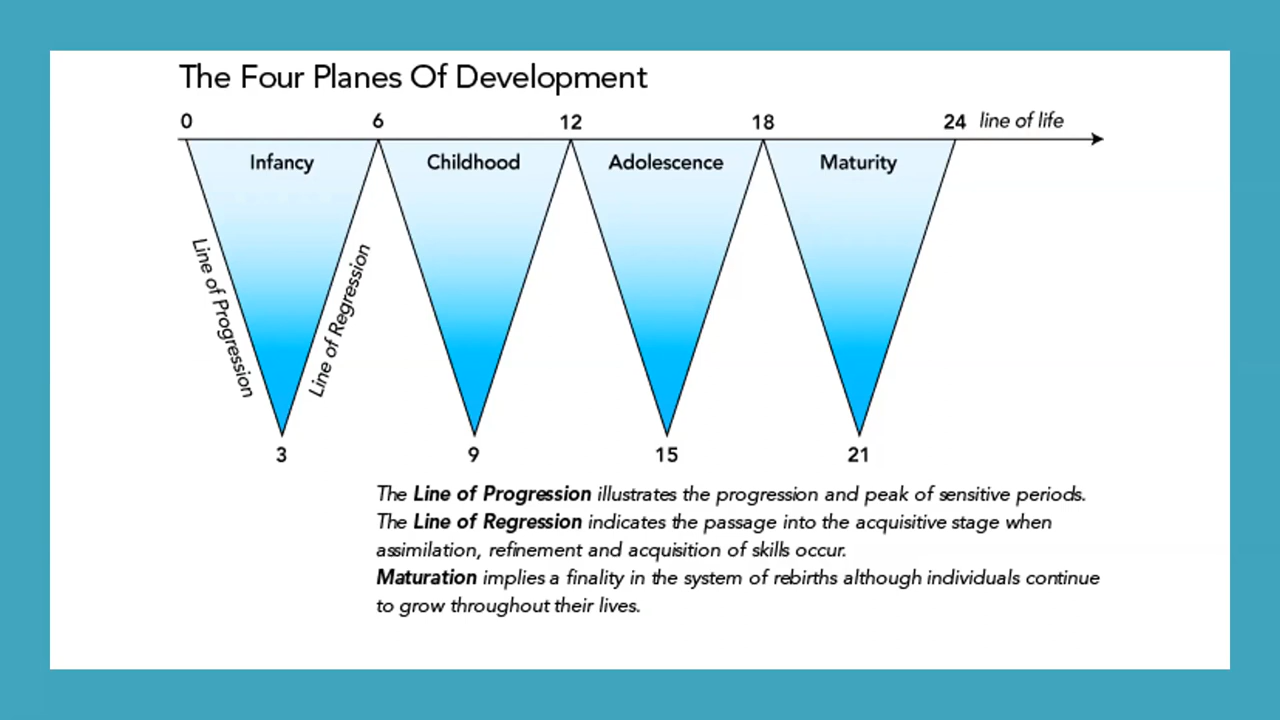 The Four Planes Of Development
0 6 12 18 24 line of life
Infancy Childhood Adolescence Maturity
Line of Progression
Line of Regression
3 9 15 21
The Line of Progression illustrates the progression and peak of sensitive periods.
The Line of Regression indicates the passage into the acquisitive stage when
assimilation, refinement and acquisition of skills occur.
Maturation implies a finality in the system of rebirths although individuals continue
to grow throughout their lives.